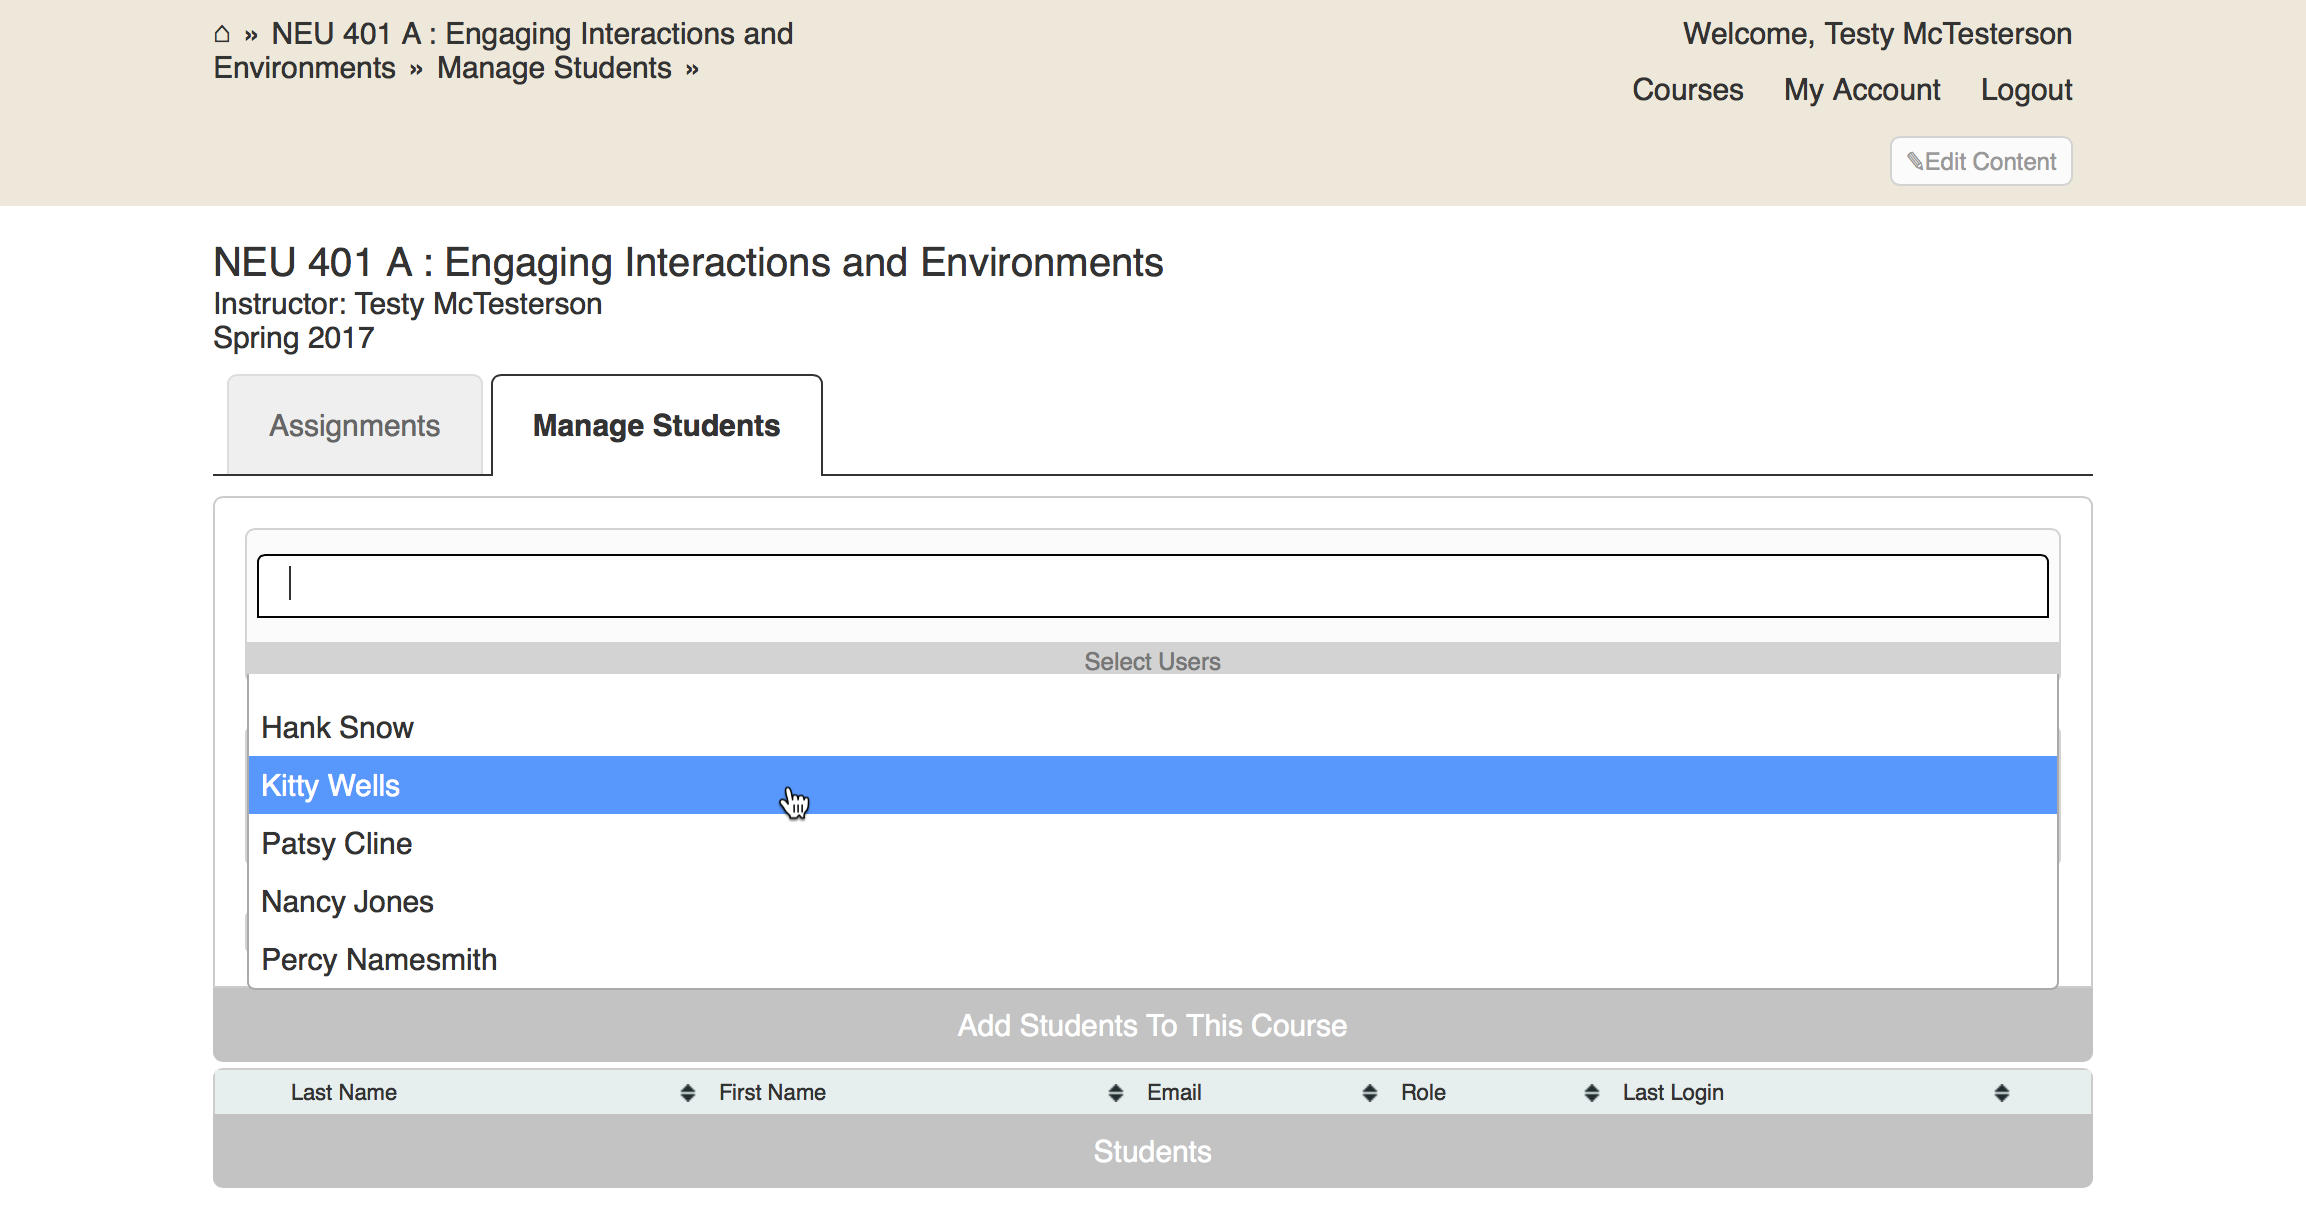 ⌂ » NEU 401 A : Engaging Interactions and
Environments » Manage Students »
Welcome, Testy McTesterson
Courses My Account Logout
✎Edit Content
NEU 401 A : Engaging Interactions and Environments
Instructor: Testy McTesterson
Spring 2017
Assignments Manage Students
Select Users
Hank Snow
Kitty Wells
Patsy Cline
Nancy Jones
Percy Namesmith
Add Students To This Course
Last Name First Name Email Role Last Login
Students